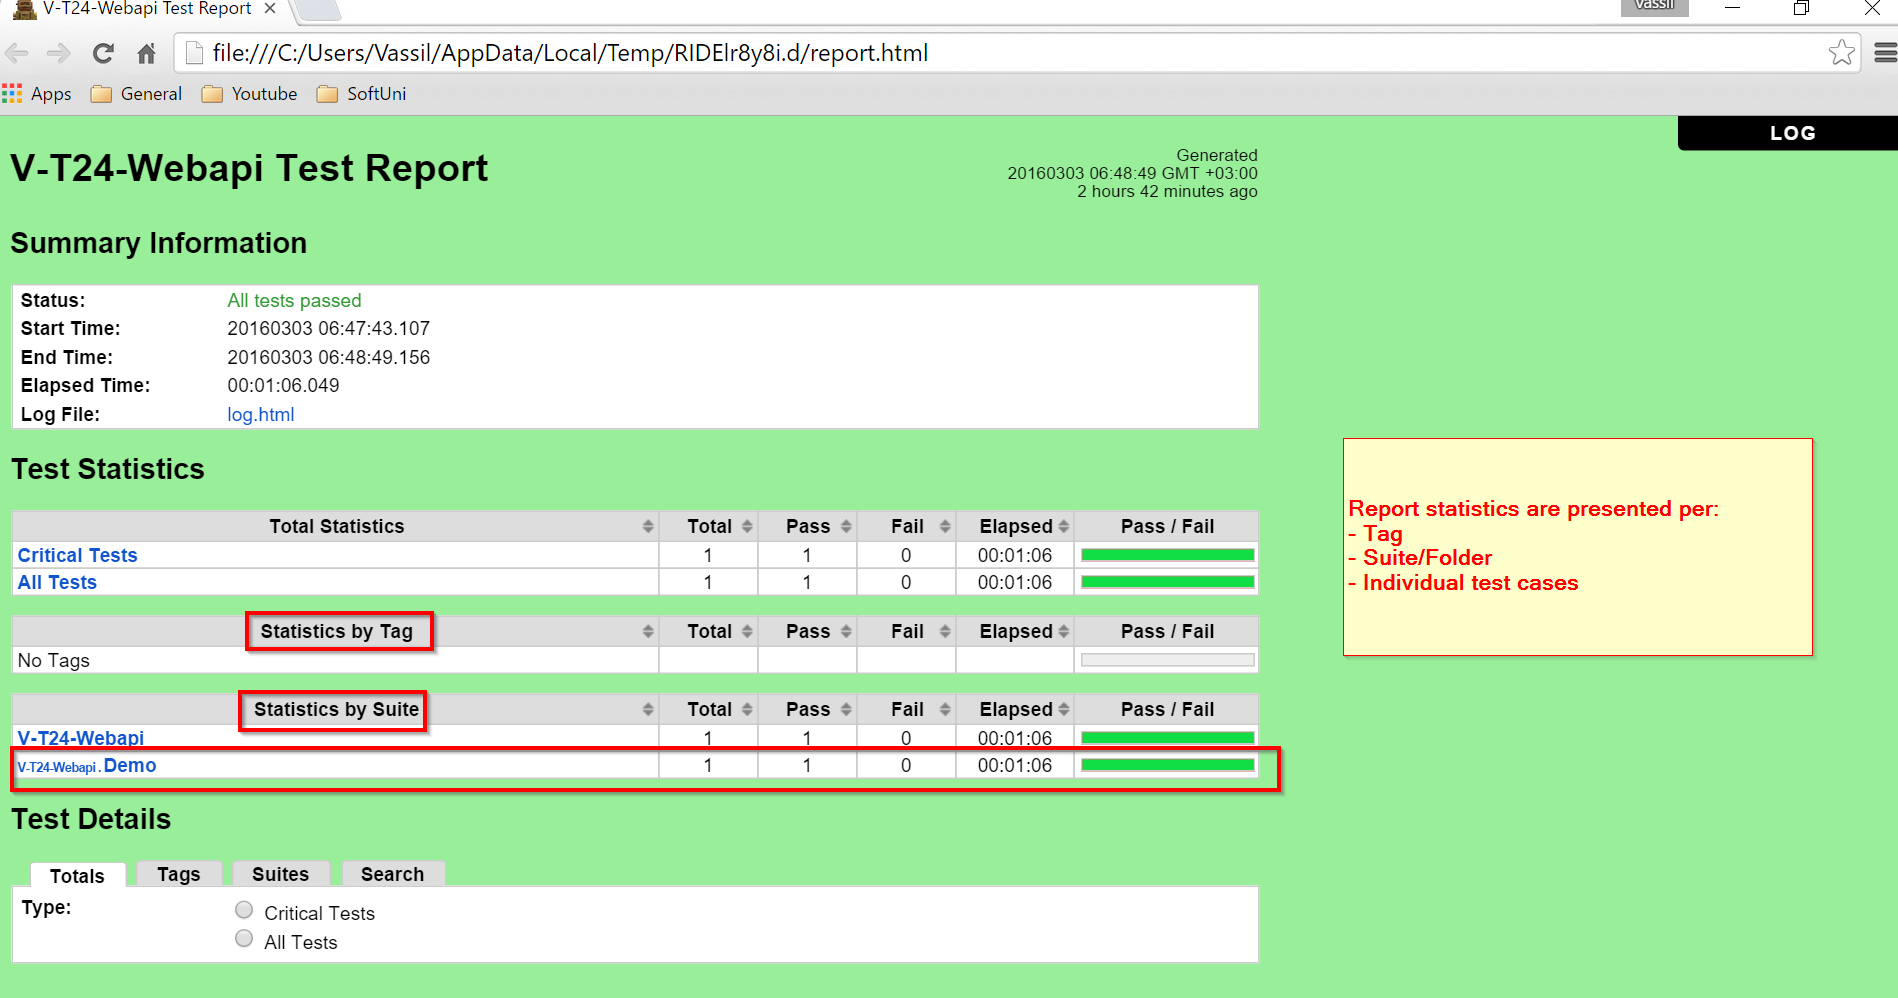 V-T24-Webapi Test Report
Vassil
file:///C:/Users/Vassil/AppData/Local/Temp/RIDElr8y8i.d/report.html
Apps General Youtube SoftUni
LOG
V-T24-Webapi Test Report
Generated
20160303 06:48:49 GMT +03:00
2 hours 42 minutes ago
Summary Information
Status: All tests passed
Start Time: 20160303 06:47:43.107
End Time: 20160303 06:48:49.156
Elapsed Time: 00:01:06.049
Log File: log.html
Test Statistics
Total Statistics Total Pass Fail Elapsed Pass / Fail
Critical Tests 1 1 0 00:01:06
All Tests 1 1 0 00:01:06
Statistics by Tag Total Pass Fail Elapsed Pass / Fail
No Tags
Statistics by Suite Total Pass Fail Elapsed Pass / Fail
V-T24-Webapi 1 1 0 00:01:06
V-T24-Webapi . Demo 1 1 0 00:01:06
Report statistics are presented per:
- Tag
- Suite/Folder
- Individual test cases
Test Details
Totals Tags Suites Search
Type: Critical Tests
All Tests